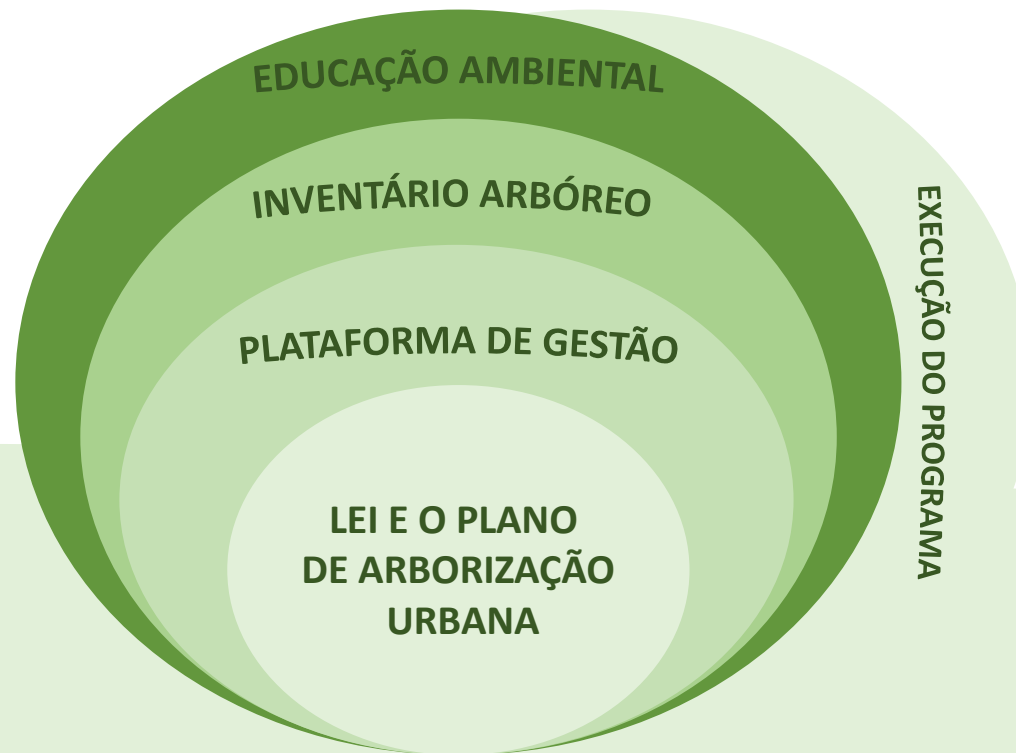 EDUCAÇÃO AMBIENTAL
INVENTÁRIO ARBÓREO
PLATAFORMA DE GESTÃO
LEI E O PLANO
DE ARBORIZAÇÃO
URBANA
EXECUÇÃO DO PROGRAMA